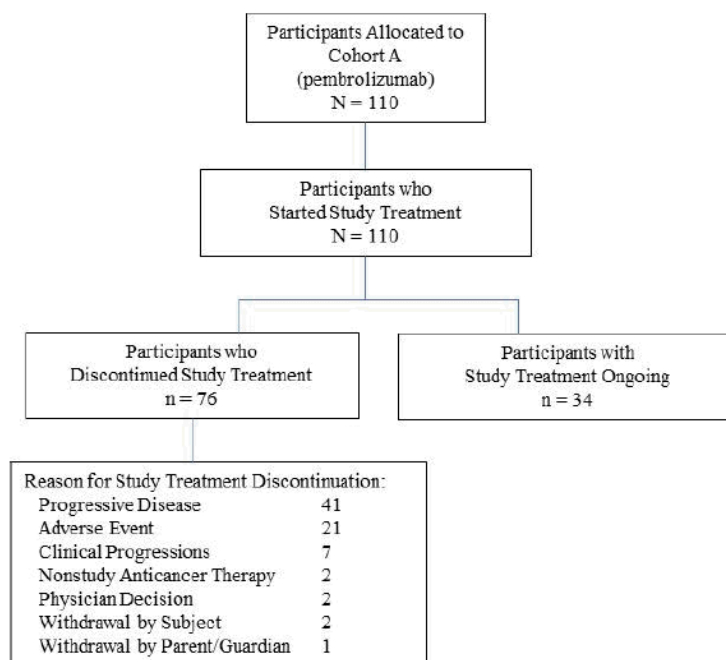 Participants Allocated to
Cohort A
(pembrolizumab)
N = 110
Participants who
Started Study Treatment
N = 110
Participants who
Discontinued Study Treatment
n = 76
Participants with
Study Treatment Ongoing
n = 34
Reason for Study Treatment Discontinuation:
Progressive Disease 41
Adverse Event 21
Clinical Progressions 7
Nonstudy Anticancer Therapy 2
Physician Decision 2
Withdrawal by Subject 2
Withdrawal by Parent/Guardian 1